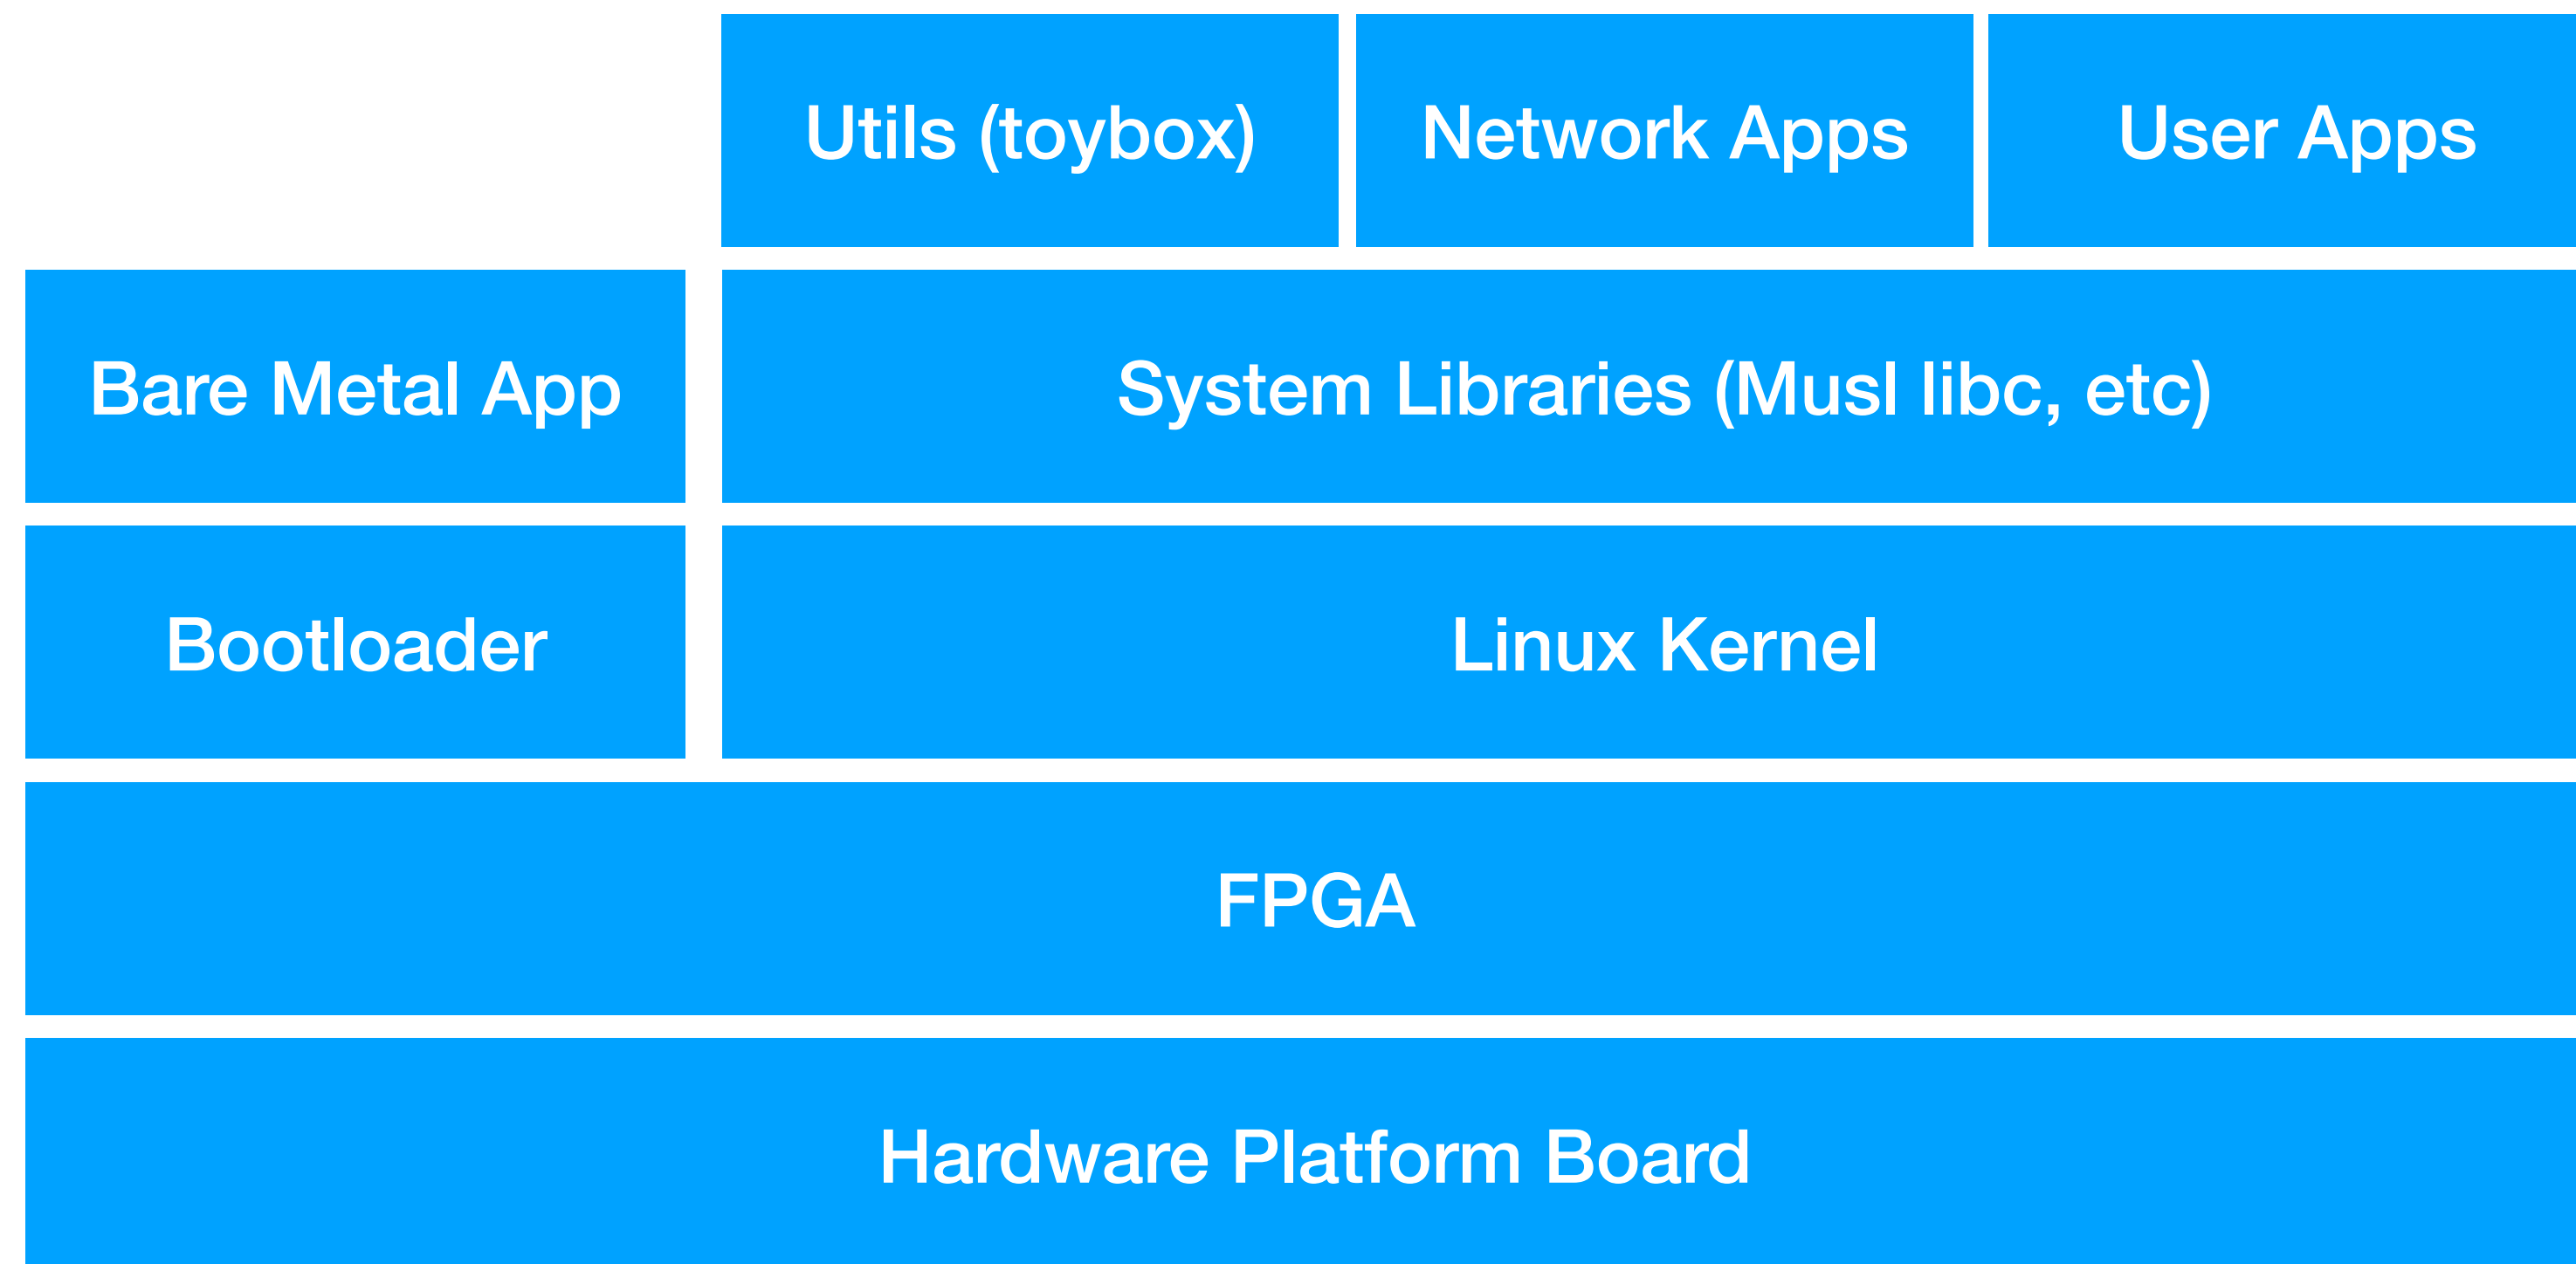 Utils (toybox)
Network Apps
User Apps
Bare Metal App
System Libraries (Musl libc, etc)
Bootloader
Linux Kernel
FPGA
Hardware Platform Board